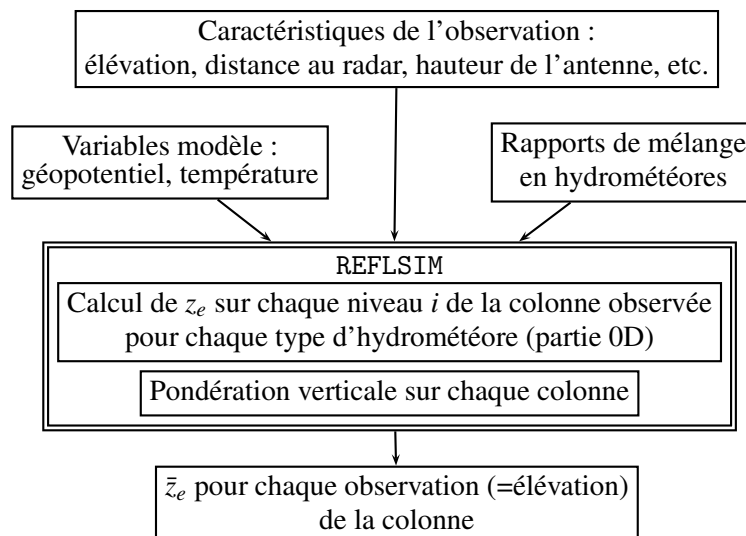 Caractéristiques de l'observation :
élévation, distance au radar, hauteur de l'antenne, etc.
Variables modèle :
géopotentiel, température
Rapports de mélange
en hydrométéores
REFLSIM
Calcul de zₑ sur chaque niveau i de la colonne observée
pour chaque type d'hydrométéore (partie 0D)
Pondération verticale sur chaque colonne
z̄ₑ pour chaque observation (=élévation)
de la colonne